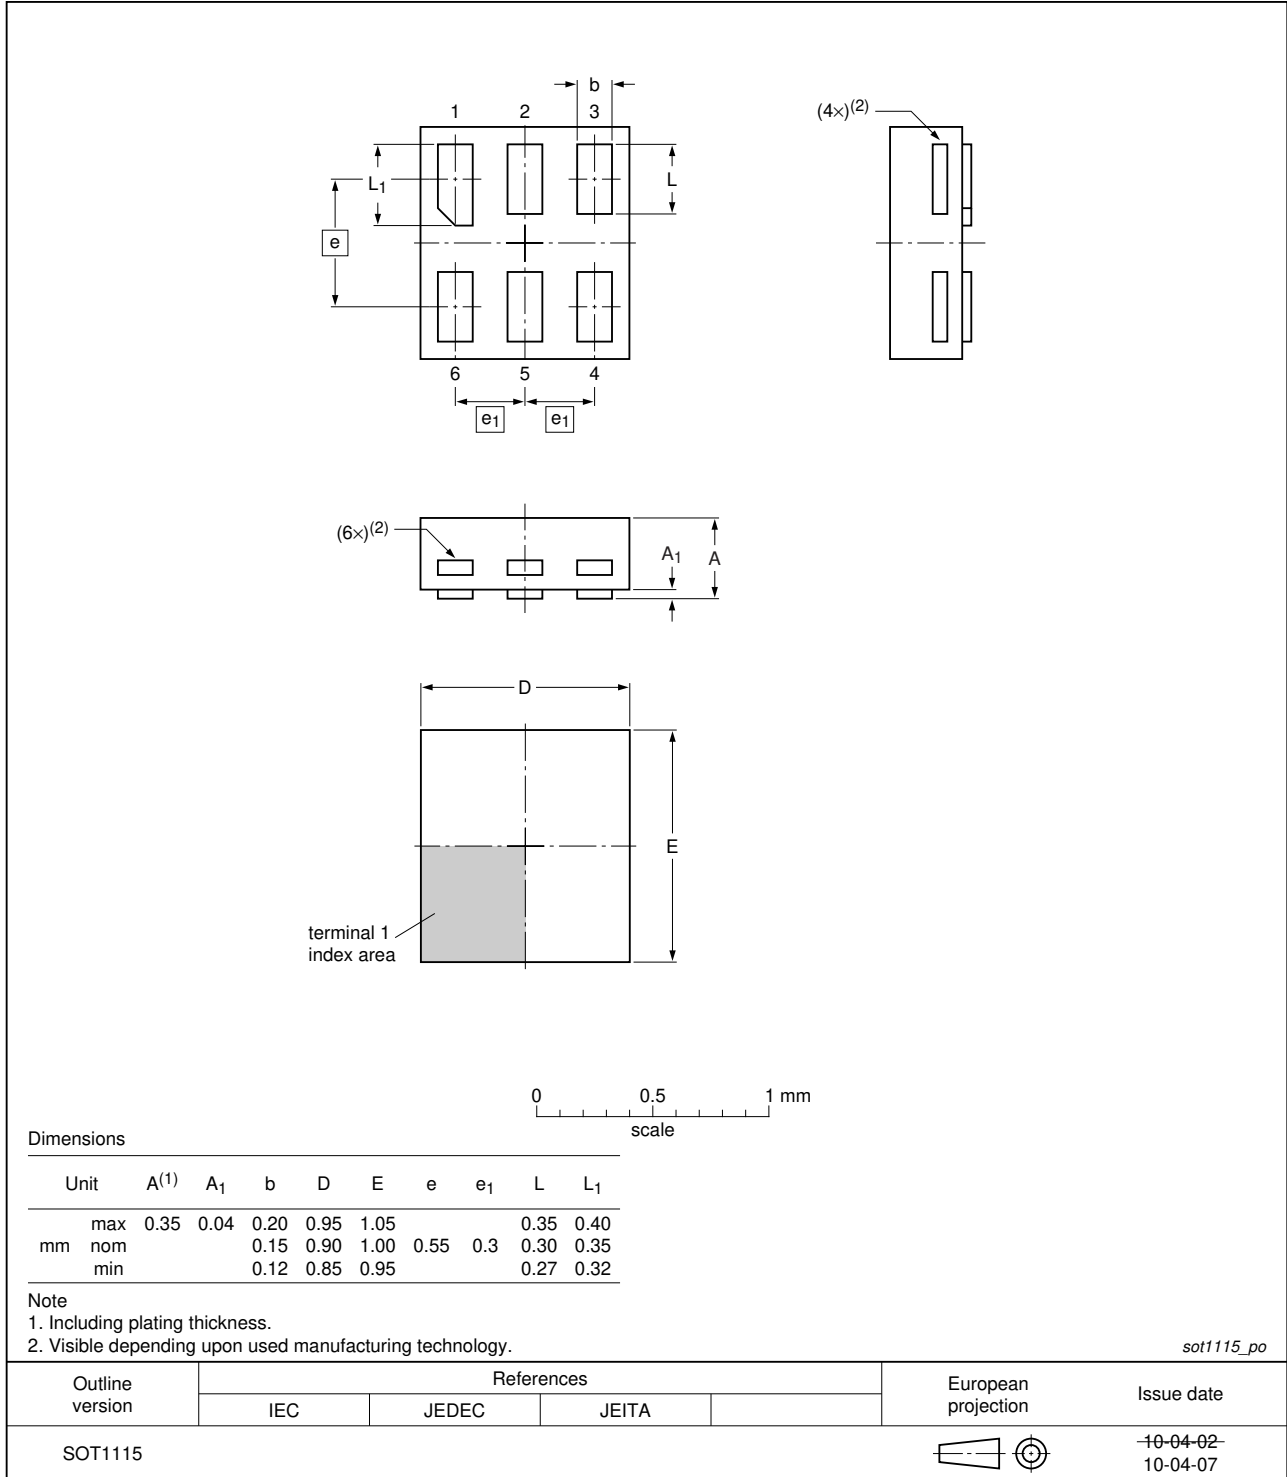 b
1 2 3
(4×)(2)
L1
L
e
6 5 4
e1 e1
(6×)(2)
A1 A
D
E
terminal 1
index area
0 0.5 1 mm
scale
Dimensions
Unit A(1) A1 b D E e e1 L L1
max 0.35 0.04 0.20 0.95 1.05 0.35 0.40
mm nom 0.15 0.90 1.00 0.55 0.3 0.30 0.35
min 0.12 0.85 0.95 0.27 0.32
Note
1. Including plating thickness.
2. Visible depending upon used manufacturing technology.
sot1115_po
Outline
version
References
IEC JEDEC JEITA
European
projection
Issue date
SOT1115
10-04-02
10-04-07